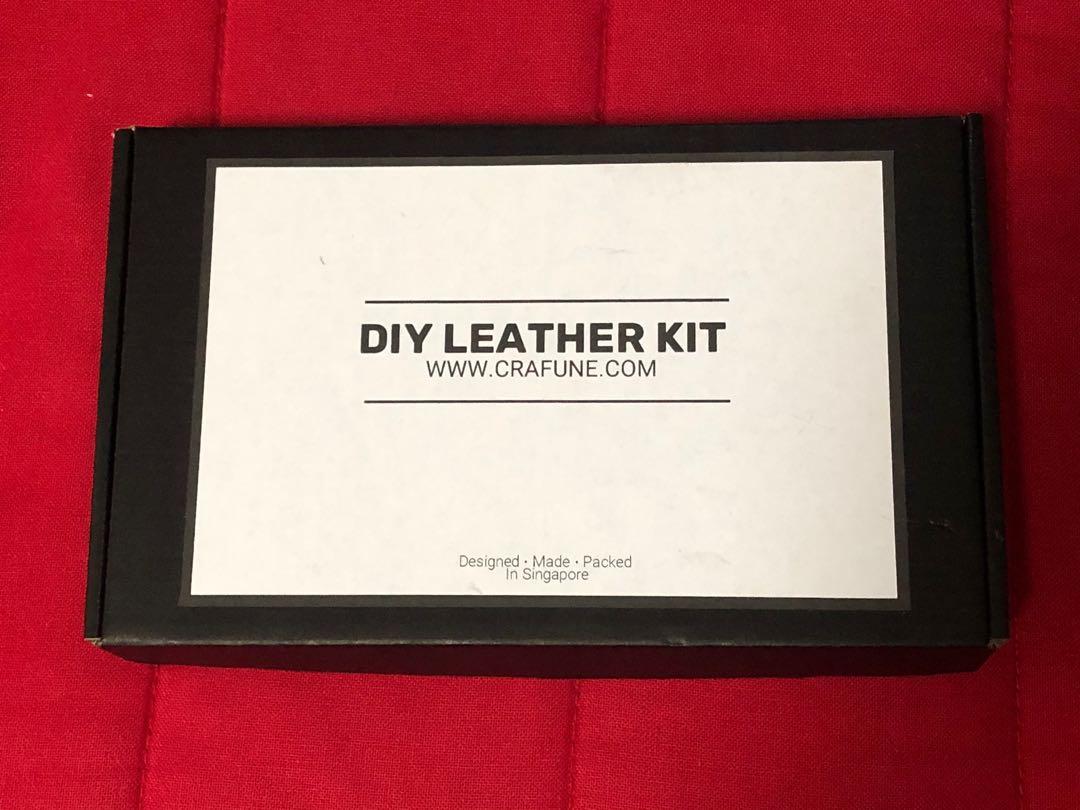 DIY LEATHER KIT
WWW.CRAFUNE.COM
Designed · Made · Packed
In Singapore